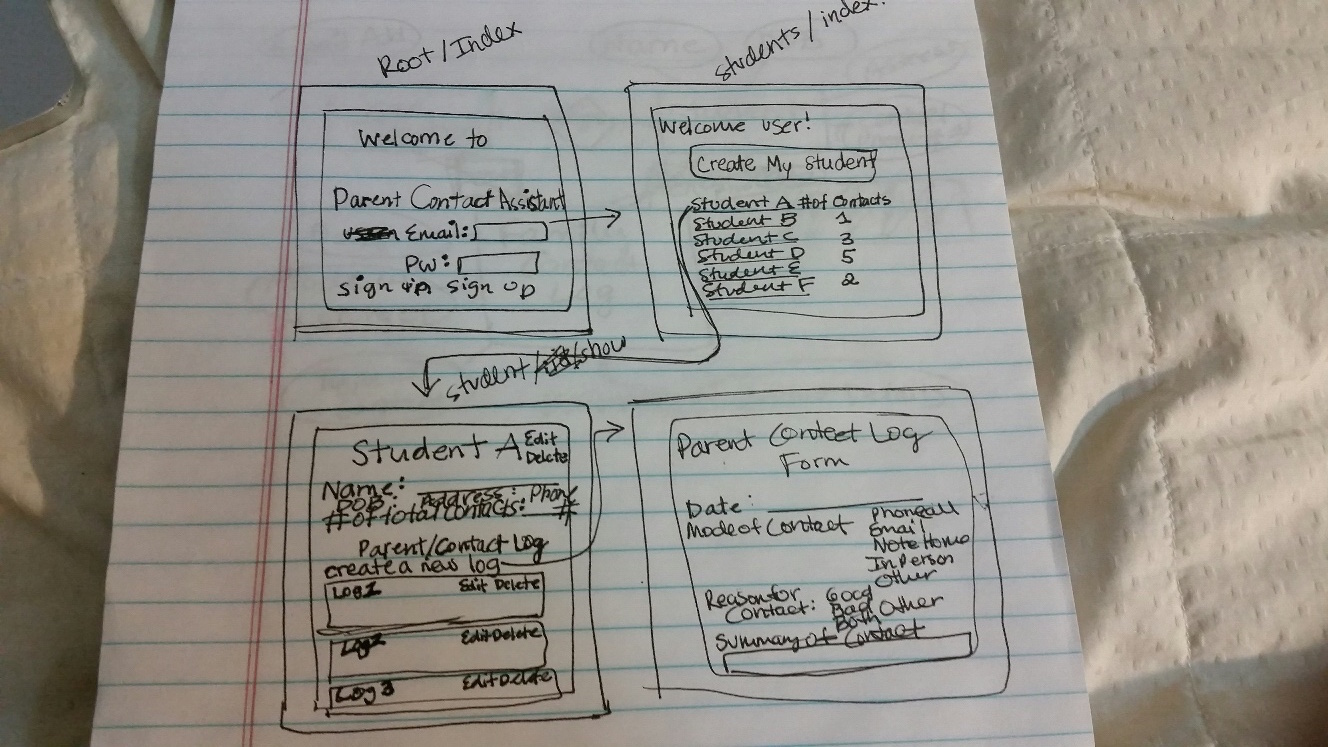 Root/Index
Welcome to
Parent Contact Assistant
Email:
PW:
sign in sign up
students/index.
Welcome user!
Create My Student
Student A # of Contacts
Student B 1
Student C 3
Student D 5
Student E
Student F 2
student/show
Student A
Edit
Delete
Name:
DOB: Address: Phone
# of total contacts: #
Parent/Contact Log
create a new log
Log1 Edit Delete
Log2 Edit Delete
Log3 Edit Delete
Parent Contect Log
Form
Date:
Mode of Contact phonecall
Email
Note Home
In Person
Other
Reason for Good
Contact: Bad Other
Both
Summary of Contact